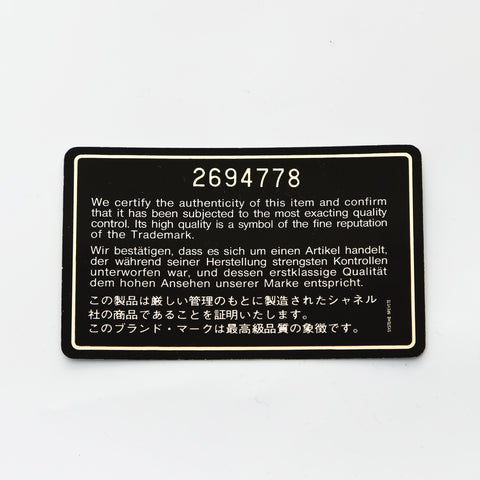 2694778
We certify the authenticity of this item and confirm
that it has been subjected to the most exacting quality
control. Its high quality is a symbol of the fine reputation
of the Trademark.
Wir bestätigen, dass es sich um einen Artikel handelt,
der während seiner Herstellung strengsten Kontrollen
unterworfen war, und dessen erstklassige Qualität
dem hohen Ansehen unserer Marke entspricht.
この製品は厳しい管理のもとに製造されたシャネル
社の商品であることを証明いたします。
このブランド・マークは最高級品質の象徴です。